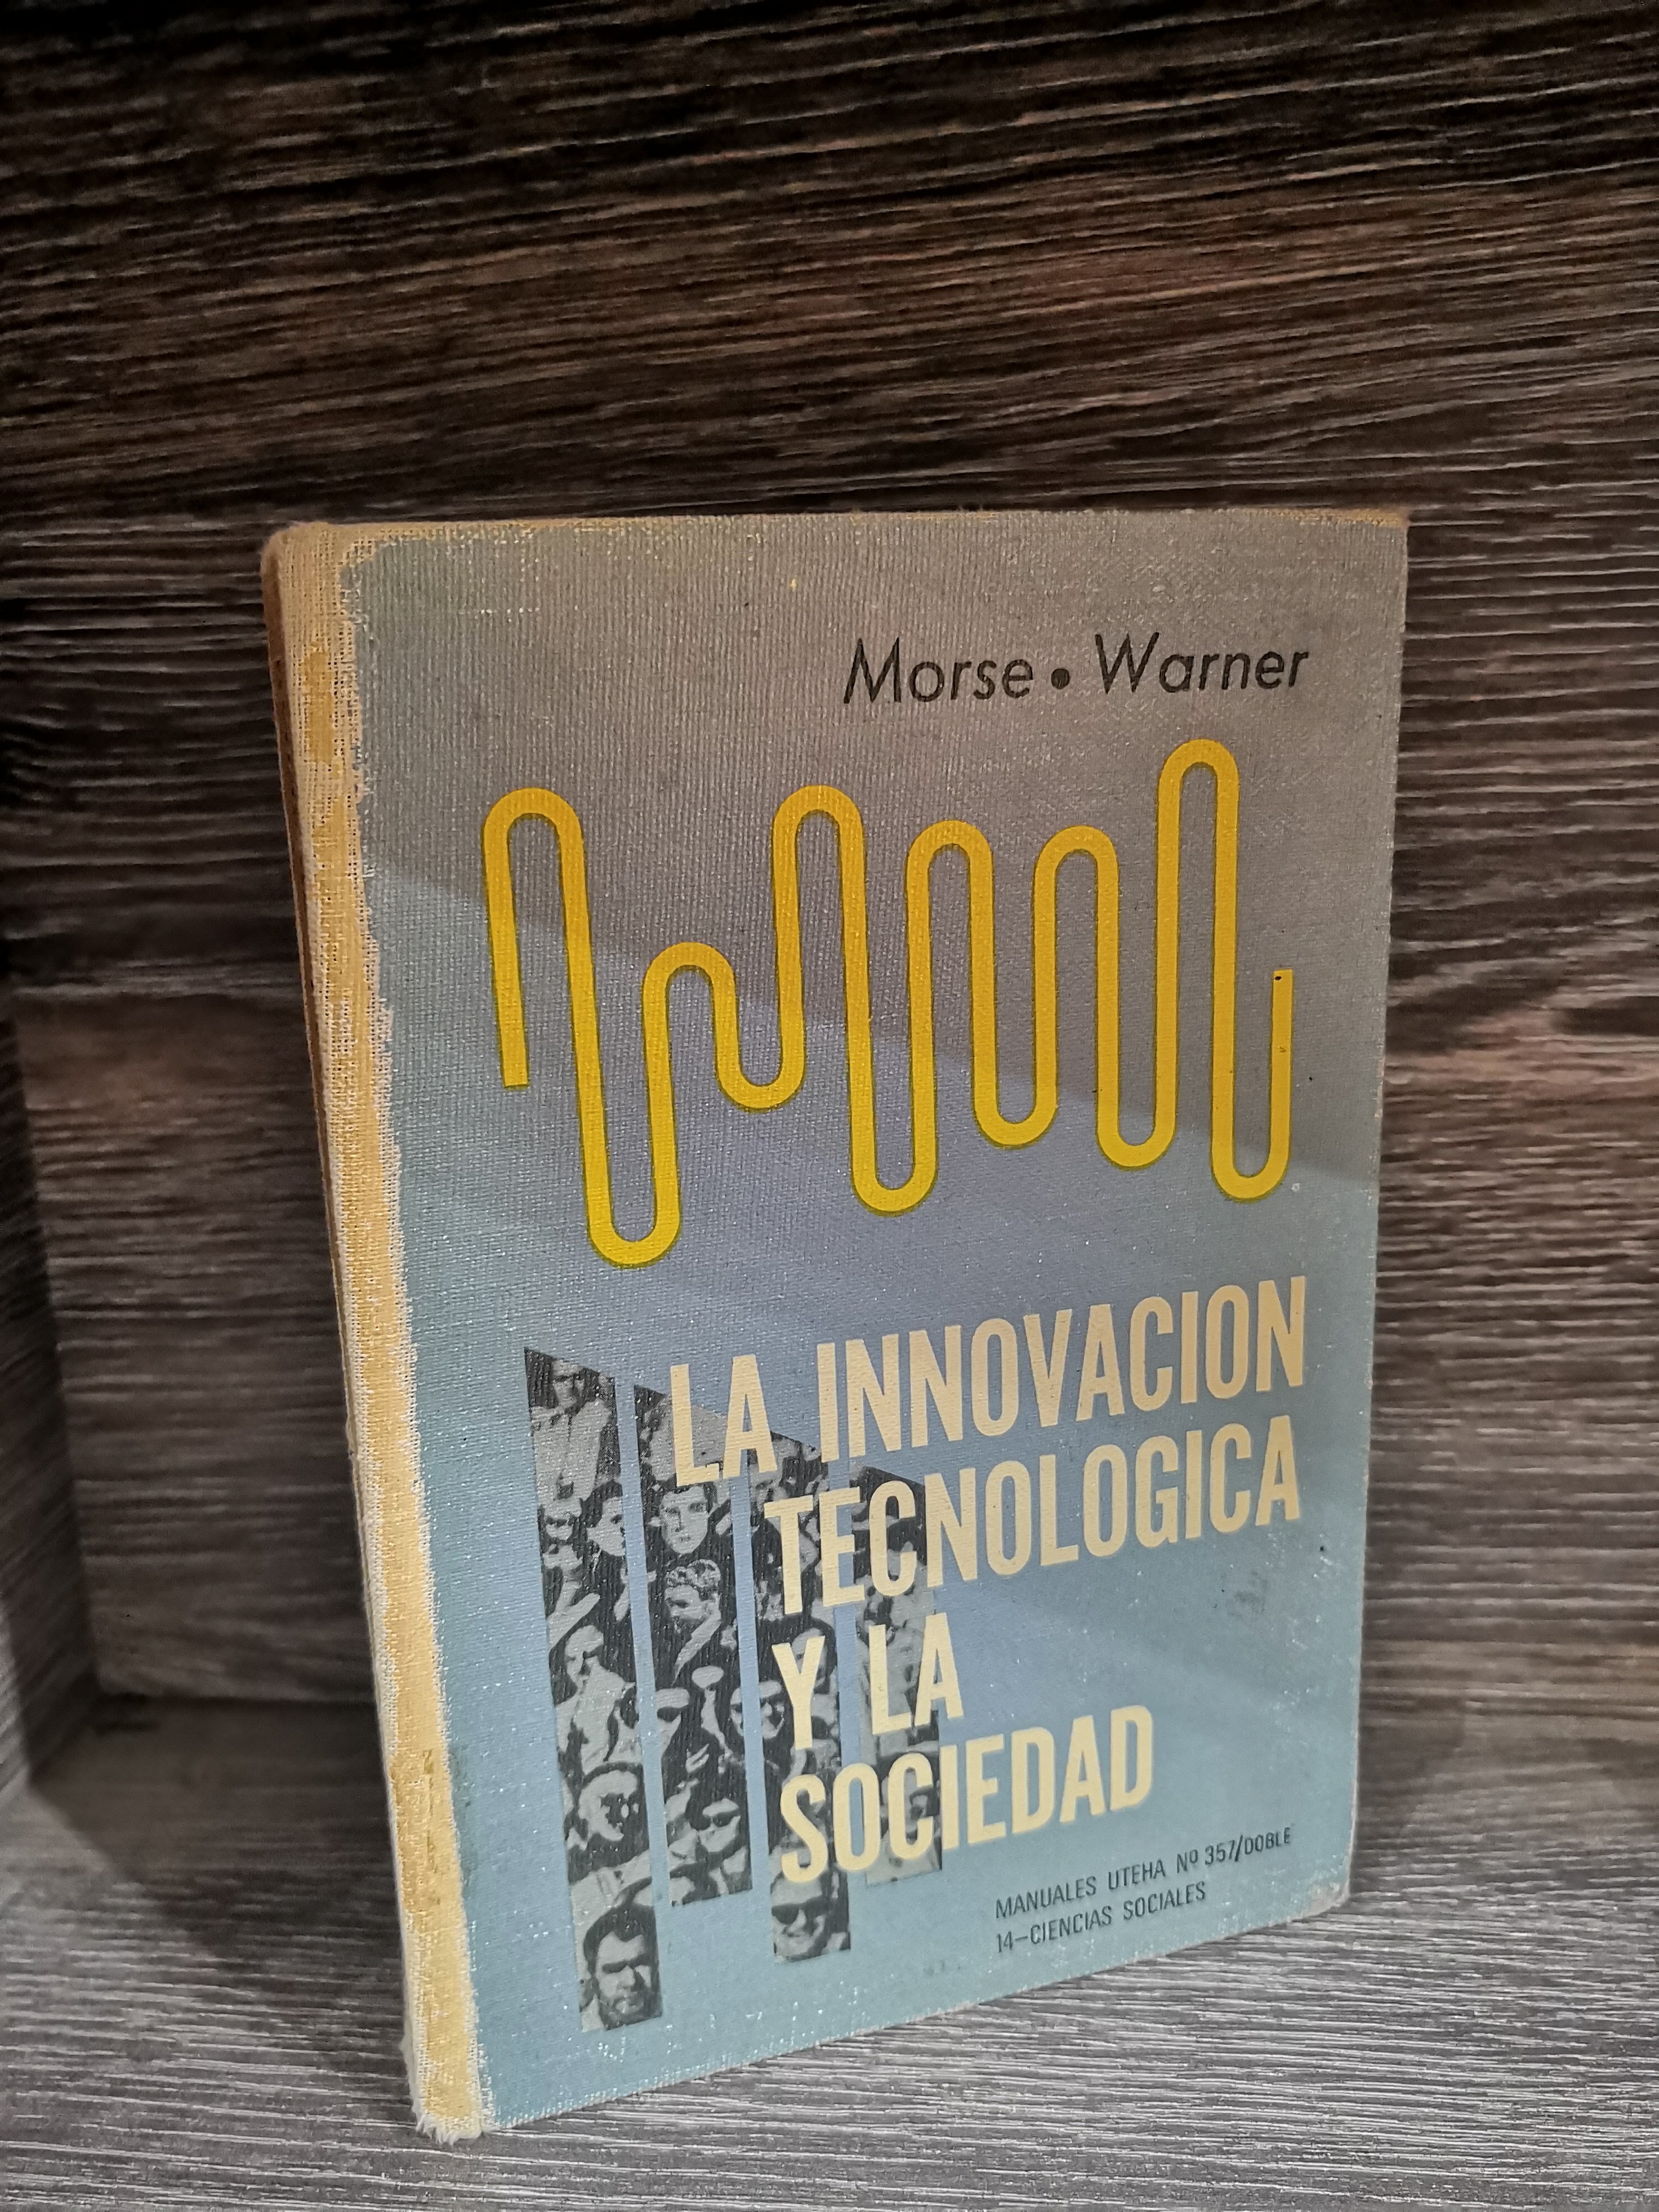 Morse • Warner
LA INNOVACION
TECNOLOGICA
Y LA
SOCIEDAD
MANUALES UTEHA Nº 357/DOBLE
14—CIENCIAS SOCIALES